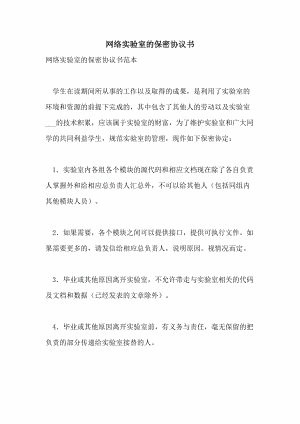 网络实验室的保密协议书
网络实验室的保密协议书范本
学生在读期间所从事的工作以及取得的成果，是利用了实验室的
环境和资源的前提下完成的，其中包含了其他人的劳动以及实验室
___的技术积累，应该属于实验室的财富，为了维护实验室和广大同
学的共同利益学生，规范实验室的管理，现作如下保密协定：
1．实验室内各组各个模块的源代码和相应文档现在除了各自负责
人掌握外和给相应总负责人汇总外，不可以给其他人（包括同组内
其他模块人员）。
2．如果需要，各个模块之间可以提供接口，提供可执行文件。如
果需要更多的，请发信给相应总负责人、说明原因。视情况而定。
3．毕业或其他原因离开实验室，不允许带走与实验室相关的代码
及文档和数据（已经发表的文章除外）。
4．毕业或其他原因离开实验室前，有义务与责任，毫无保留的把
负责的部分传递给实验室接替的人。